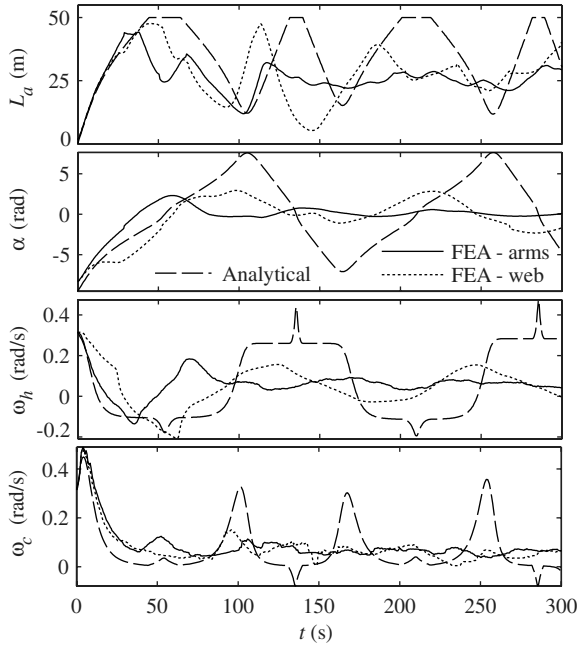 50
25
0
L_a (m)
5
0
-5
α (rad)
Analytical
FEA - arms
FEA - web
0.4
0.2
0
-0.2
ω_h (rad/s)
0.4
0.2
0
ω_c (rad/s)
0 50 100 150 200 250 300
t (s)